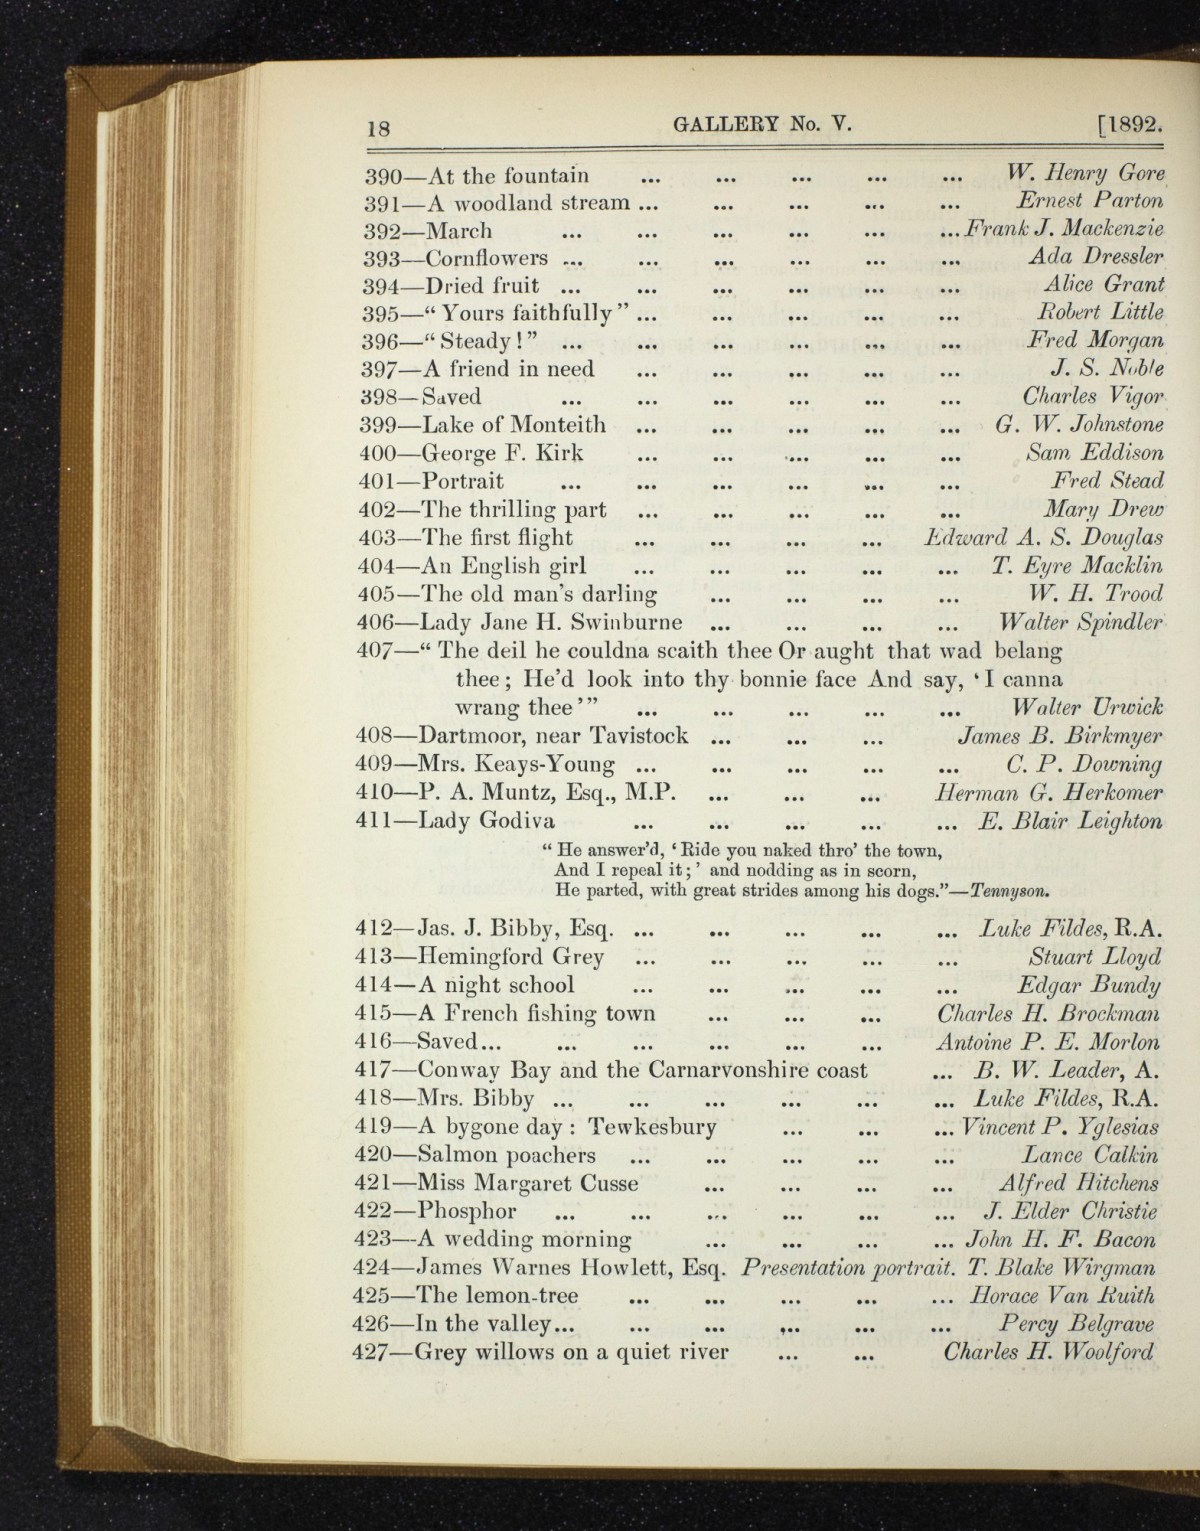 18 GALLERY No. V. [1892.
390—At the fountain ... ... ... ... ... W. Henry Gore
391—A woodland stream ... ... ... ... ... Ernest Parton
392—March ... ... ... ... ... ... Frank J. Mackenzie
393—Cornflowers ... ... ... ... ... ... Ada Dressler
394—Dried fruit ... ... ... ... ... ... Alice Grant
395—“ Yours faithfully ” ... ... ... ... ... Robert Little
396—“ Steady ! ” ... ... ... ... ... ... Fred Morgan
397—A friend in need ... ... ... ... ... J. S. Noble
398—Saved ... ... ... ... ... ... Charles Vigor
399—Lake of Monteith ... ... ... ... ... G. W. Johnstone
400—George F. Kirk ... ... ... ... ... Sam Eddison
401—Portrait ... ... ... ... ... ... Fred Stead
402—The thrilling part ... ... ... ... ... Mary Drew
403—The first flight ... ... ... ... Edward A. S. Douglas
404—An English girl ... ... ... ... ... T. Eyre Macklin
405—The old man’s darling ... ... ... ... W. H. Trood
406—Lady Jane H. Swinburne ... ... ... ... Walter Spindler
407—“ The deil he couldna scaith thee Or aught that wad belang
thee ; He’d look into thy bonnie face And say, ‘ I canna
wrang thee ’ ” ... ... ... ... ... Walter Urwick
408—Dartmoor, near Tavistock ... ... ... James B. Birkmyer
409—Mrs. Keays-Young ... ... ... ... ... C. P. Downing
410—P. A. Muntz, Esq., M.P. ... ... ... Herman G. Herkomer
411—Lady Godiva ... ... ... ... ... E. Blair Leighton
“ He answer’d, ‘ Ride you naked thro’ the town,
And I repeal it ; ’ and nodding as in scorn,
He parted, with great strides among his dogs.”—Tennyson.
412—Jas. J. Bibby, Esq. ... ... ... ... ... Luke Fildes, R.A.
413—Hemingford Grey ... ... ... ... ... Stuart Lloyd
414—A night school ... ... ... ... ... Edgar Bundy
415—A French fishing town ... ... ... Charles H. Brockman
416—Saved... ... ... ... ... ... Antoine P. E. Morlon
417—Conway Bay and the Carnarvonshire coast ... B. W. Leader, A.
418—Mrs. Bibby ... ... ... ... ... ... Luke Fildes, R.A.
419—A bygone day : Tewkesbury ... ... ... Vincent P. Yglesias
420—Salmon poachers ... ... ... ... ... Lance Calkin
421—Miss Margaret Cusse ... ... ... ... Alfred Hitchens
422—Phosphor ... ... ... ... ... ... J. Elder Christie
423—A wedding morning ... ... ... ... John H. F. Bacon
424—James Warnes Howlett, Esq. Presentation portrait. T. Blake Wirgman
425—The lemon-tree ... ... ... ... ... Horace Van Ruith
426—In the valley... ... ... ... ... ... Percy Belgrave
427—Grey willows on a quiet river ... ... Charles H. Woolford